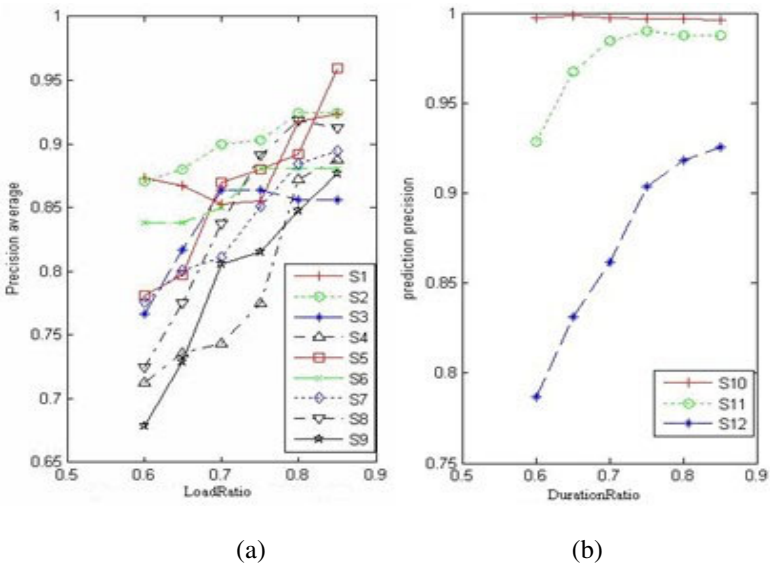 1
0.95
0.9
0.85
0.8
0.75
0.7
0.65
Precision average
0.5
0.6
0.7
0.8
0.9
LoadRatio
S1
S2
S3
S4
S5
S6
S7
S8
S9
(a)
1
0.95
0.9
0.85
0.8
0.75
prediction precision
0.5
0.6
0.7
0.8
0.9
DurationRatio
S10
S11
S12
(b)